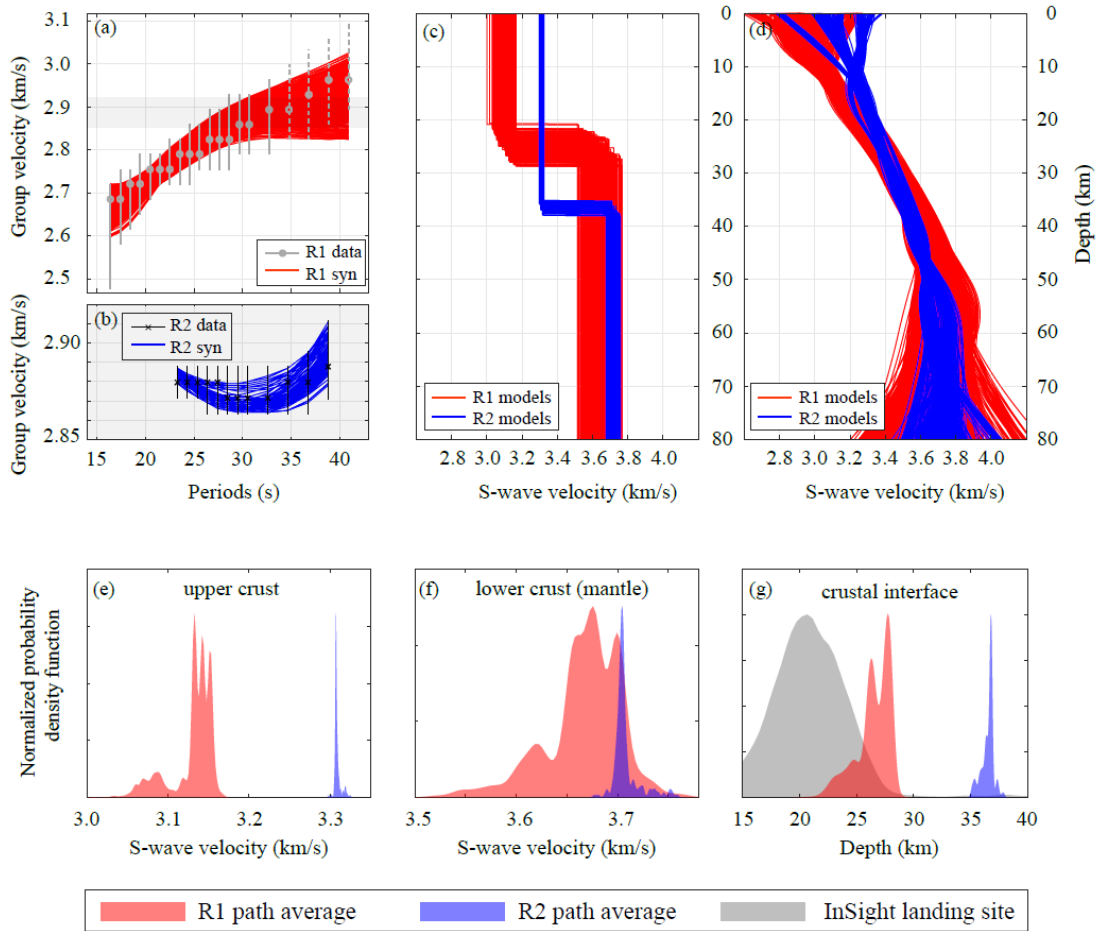 (a)
Group velocity (km/s)
3.1
3.0
2.9
2.8
2.7
2.6
2.5
R1 data
R1 syn
(b)
Group velocity (km/s)
2.90
2.85
R2 data
R2 syn
15 20 25 30 35 40
Periods (s)
(c)
R1 models
R2 models
2.8 3.0 3.2 3.4 3.6 3.8 4.0
S-wave velocity (km/s)
(d)
0 0
10 10
20 20
30 30
40 40
50 50
60 60
70 70
80 80
Depth (km)
R1 models
R2 models
2.8 3.0 3.2 3.4 3.6 3.8 4.0
S-wave velocity (km/s)
Normalized probability
density function
(e) upper crust
3.0 3.1 3.2 3.3
S-wave velocity (km/s)
(f) lower crust (mantle)
3.5 3.6 3.7
S-wave velocity (km/s)
(g) crustal interface
15 20 25 30 35 40
Depth (km)
R1 path average R2 path average InSight landing site